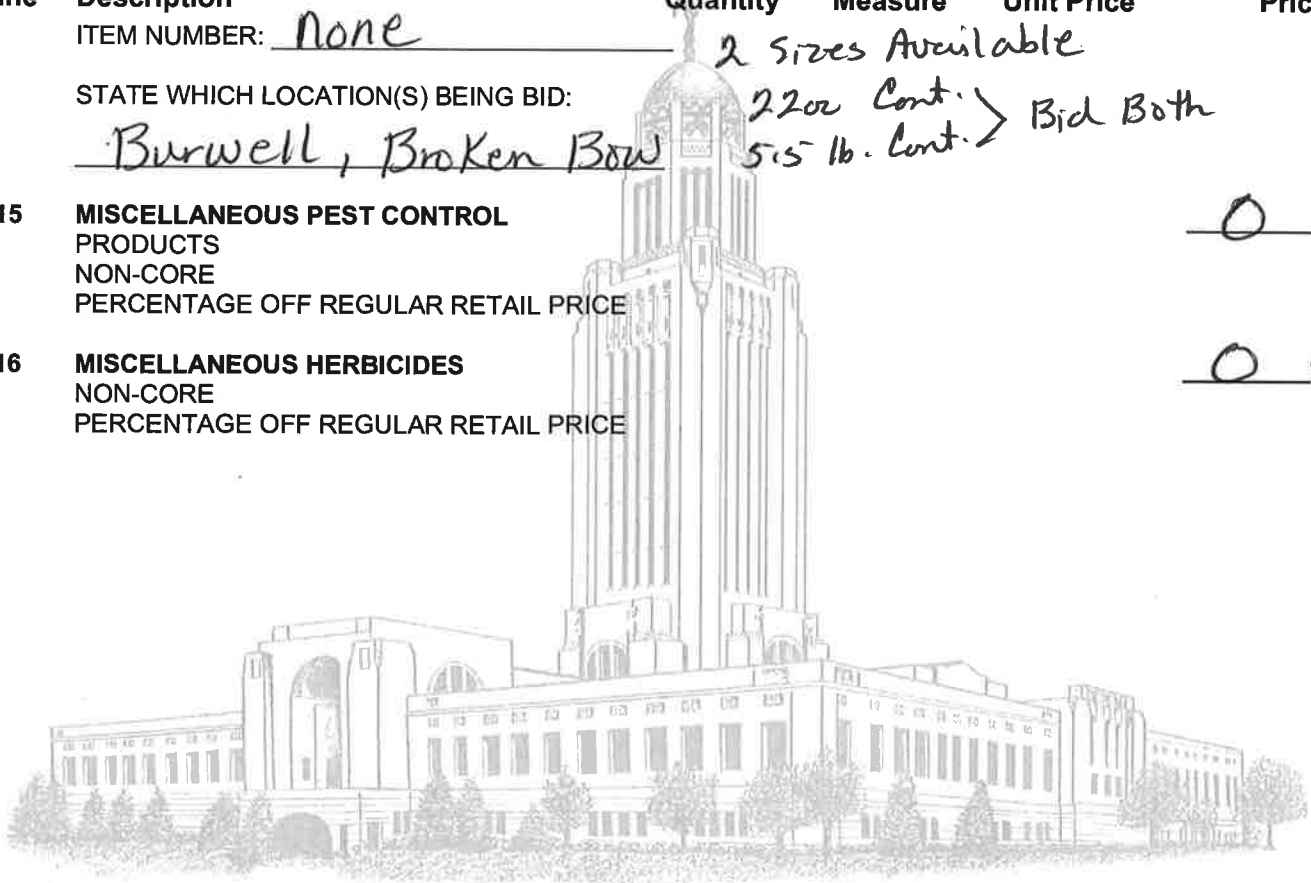 Description Quantity Measure Unit Price
ITEM NUMBER: none
2 Sizes Available
STATE WHICH LOCATION(S) BEING BID:
22oz Cont. > Bid Both
Burwell, Broken Bow
5.5 lb. Cont.
15 MISCELLANEOUS PEST CONTROL 0
PRODUCTS
NON-CORE
PERCENTAGE OFF REGULAR RETAIL PRICE
16 MISCELLANEOUS HERBICIDES 0
NON-CORE
PERCENTAGE OFF REGULAR RETAIL PRICE